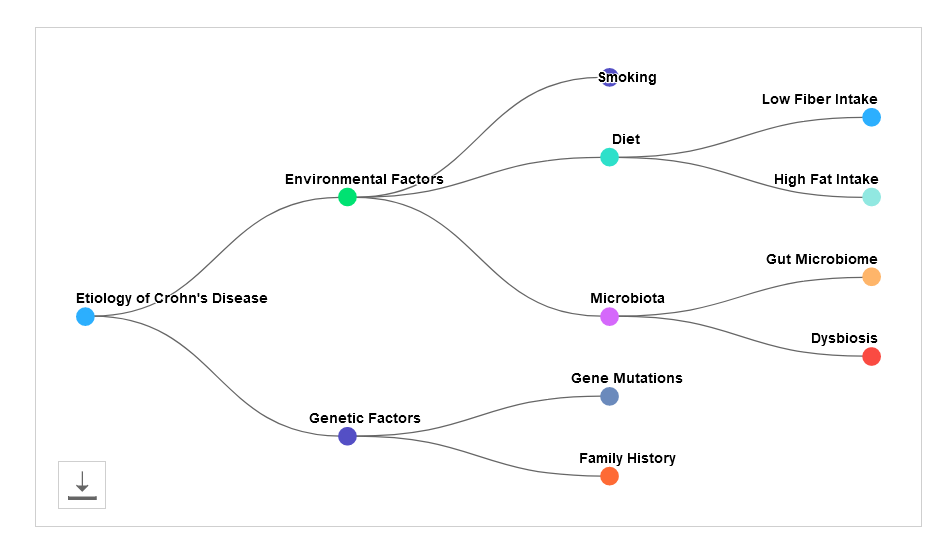 Smoking
Low Fiber Intake
Diet
Environmental Factors
High Fat Intake
Gut Microbiome
Etiology of Crohn's Disease
Microbiota
Dysbiosis
Gene Mutations
Genetic Factors
Family History